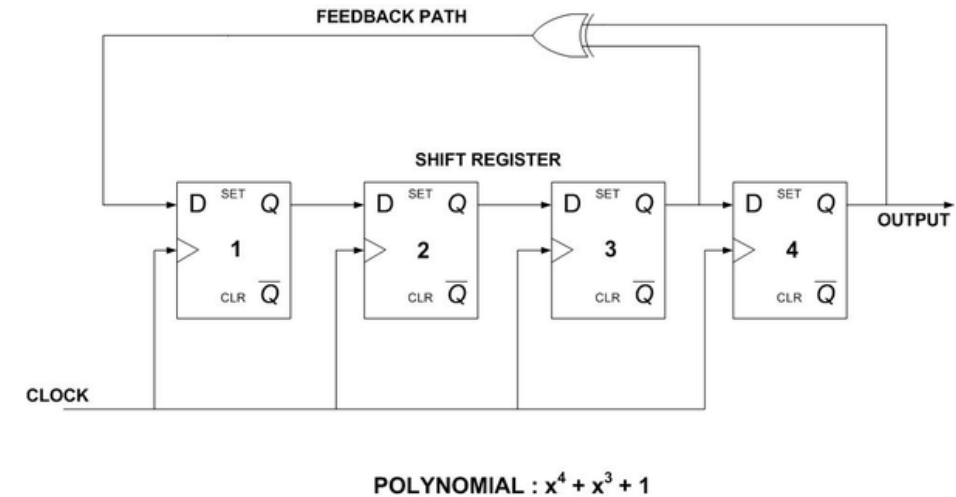 FEEDBACK PATH
SHIFT REGISTER
D SET Q
1
CLR Q̅
D SET Q
2
CLR Q̅
D SET Q
3
CLR Q̅
D SET Q
4
CLR Q̅
OUTPUT
CLOCK
POLYNOMIAL : x⁴ + x³ + 1